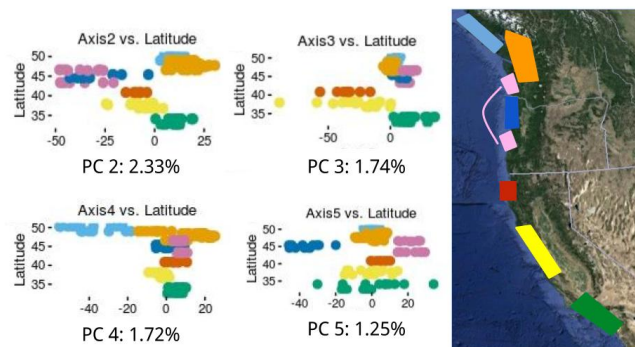 Axis2 vs. Latitude
Latitude
50
45
40
35
-50
-25
0
25
PC 2: 2.33%
Axis3 vs. Latitude
Latitude
50
45
40
35
-50
0
PC 3: 1.74%
Axis4 vs. Latitude
Latitude
50
45
40
35
-40
-20
0
20
PC 4: 1.72%
Axis5 vs. Latitude
Latitude
50
45
40
35
-40
-20
0
20
PC 5: 1.25%